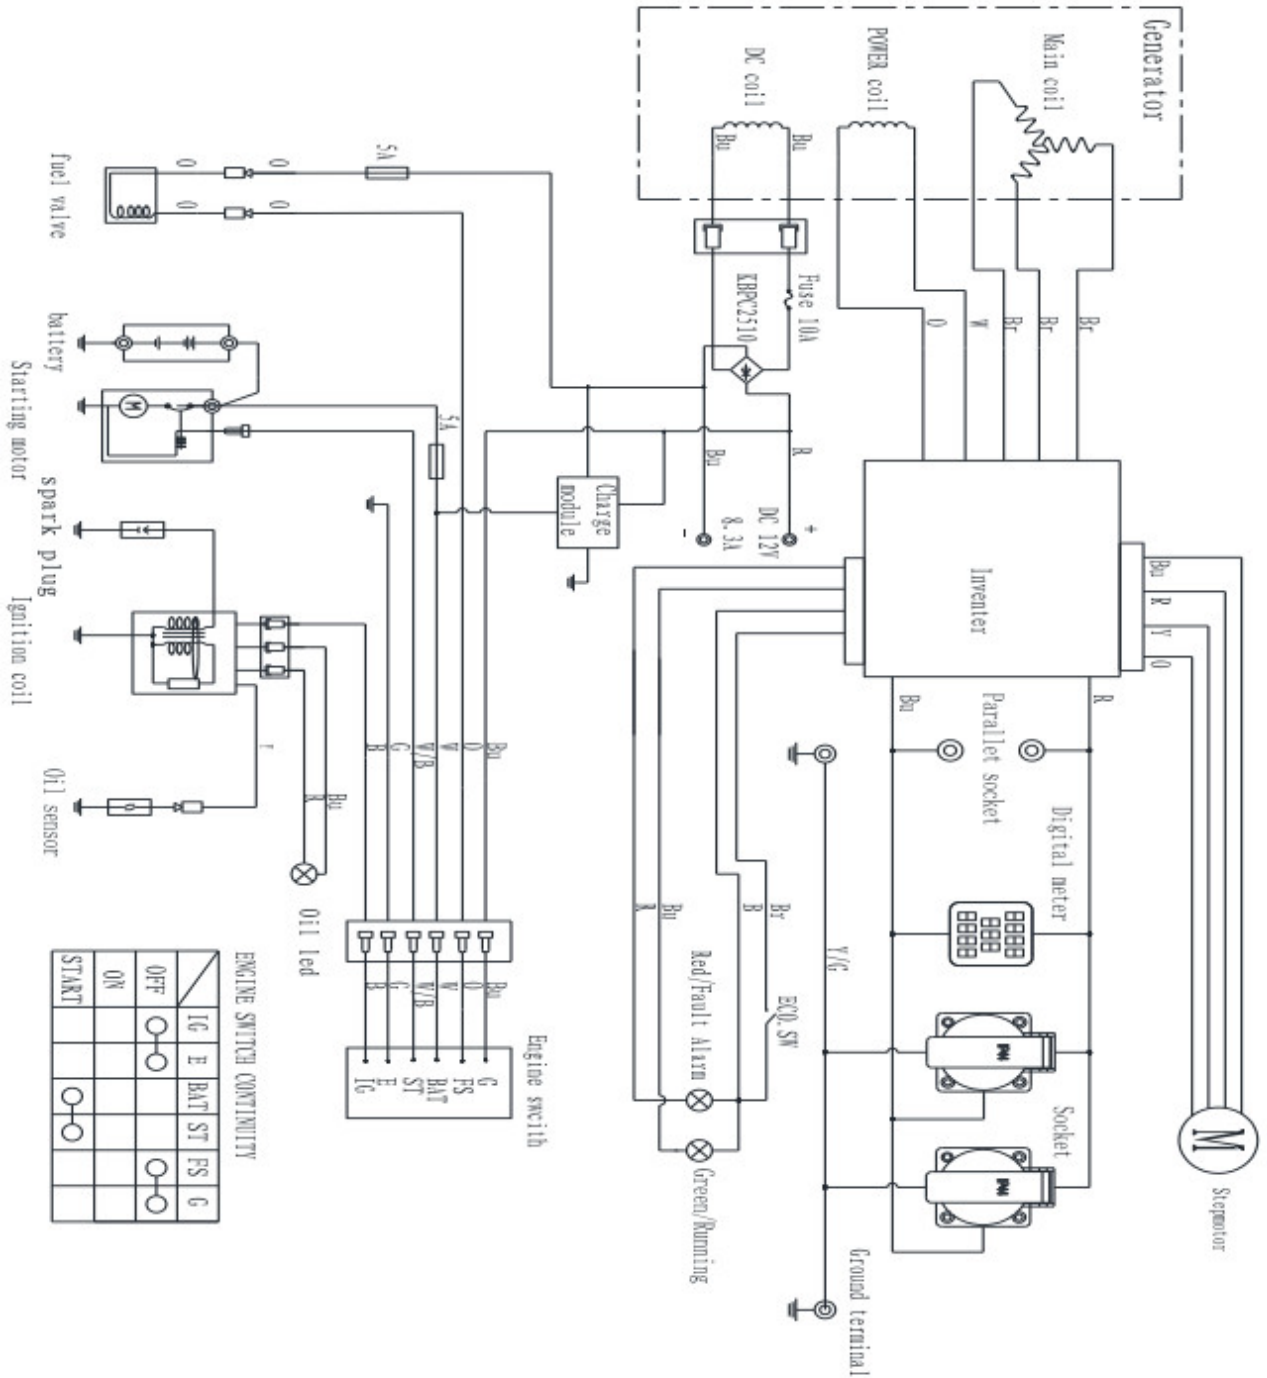 Generator
Main coil
POWER coil
DC coil
Bu
Bu
Br
Br
Br
W
O
Fuse 10A
KBPC2510
R
Bu
+
DC 12V
8.3A
-
Charge
module
Inventer
Bu
R
Y
O
Stepmotor
R
Bu
Parallet socket
Digital meter
Socket
Y/G
Ground terminal
Br
B
Bu
R
ECO.SW
Red/Fault Alarm
Green/Running
5A
O
O
O
O
fuel valve
battery
Starting motor
M
M
5A
spark plug
Ignition coil
Oil sensor
Bu
R
Oil led
Bu
O
W
W/B
G
B
Bu
O
W
W/B
G
B
Engine swcith
G
FS
BAT
ST
E
IG
ENGINE SWITCH CONTINUITY
IG E BAT ST FS G
OFF
ON
START